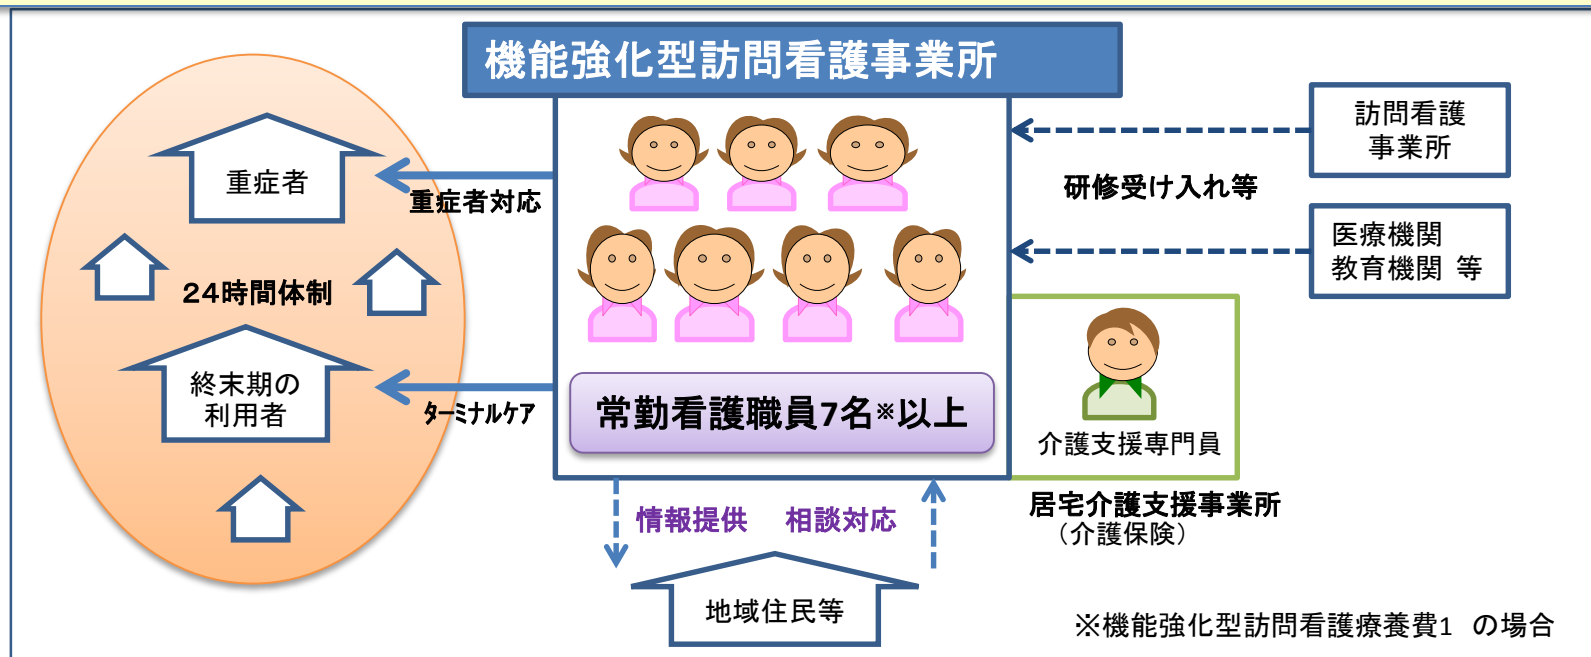 機能強化型訪問看護事業所
重症者
重症者対応
24時間体制
終末期の
利用者
ターミナルケア
常勤看護職員7名※以上
訪問看護
事業所
研修受け入れ等
医療機関
教育機関 等
介護支援専門員
居宅介護支援事業所
（介護保険）
情報提供 相談対応
地域住民等
※機能強化型訪問看護療養費1 の場合